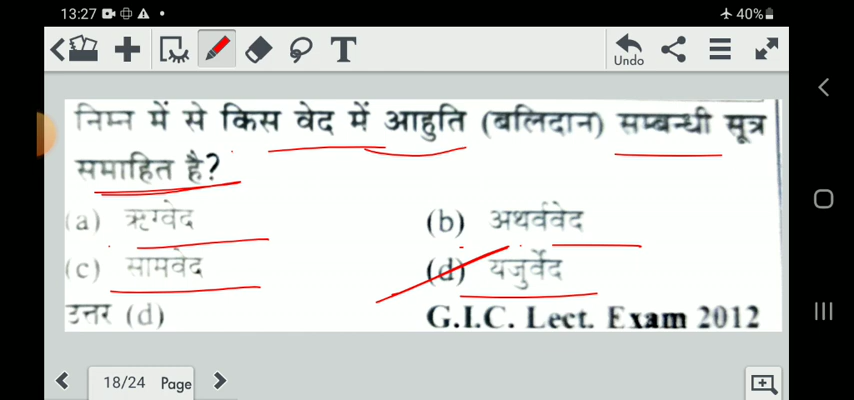 13:27
40%
Undo
निम्न में से किस वेद में आहुति (बलिदान) सम्बन्धी सूत्र
समाहित है?
(a) ऋग्वेद (b) अथर्ववेद
(c) सामवेद (d) यजुर्वेद
उत्तर (d) G.I.C. Lect. Exam 2012
18/24 Page